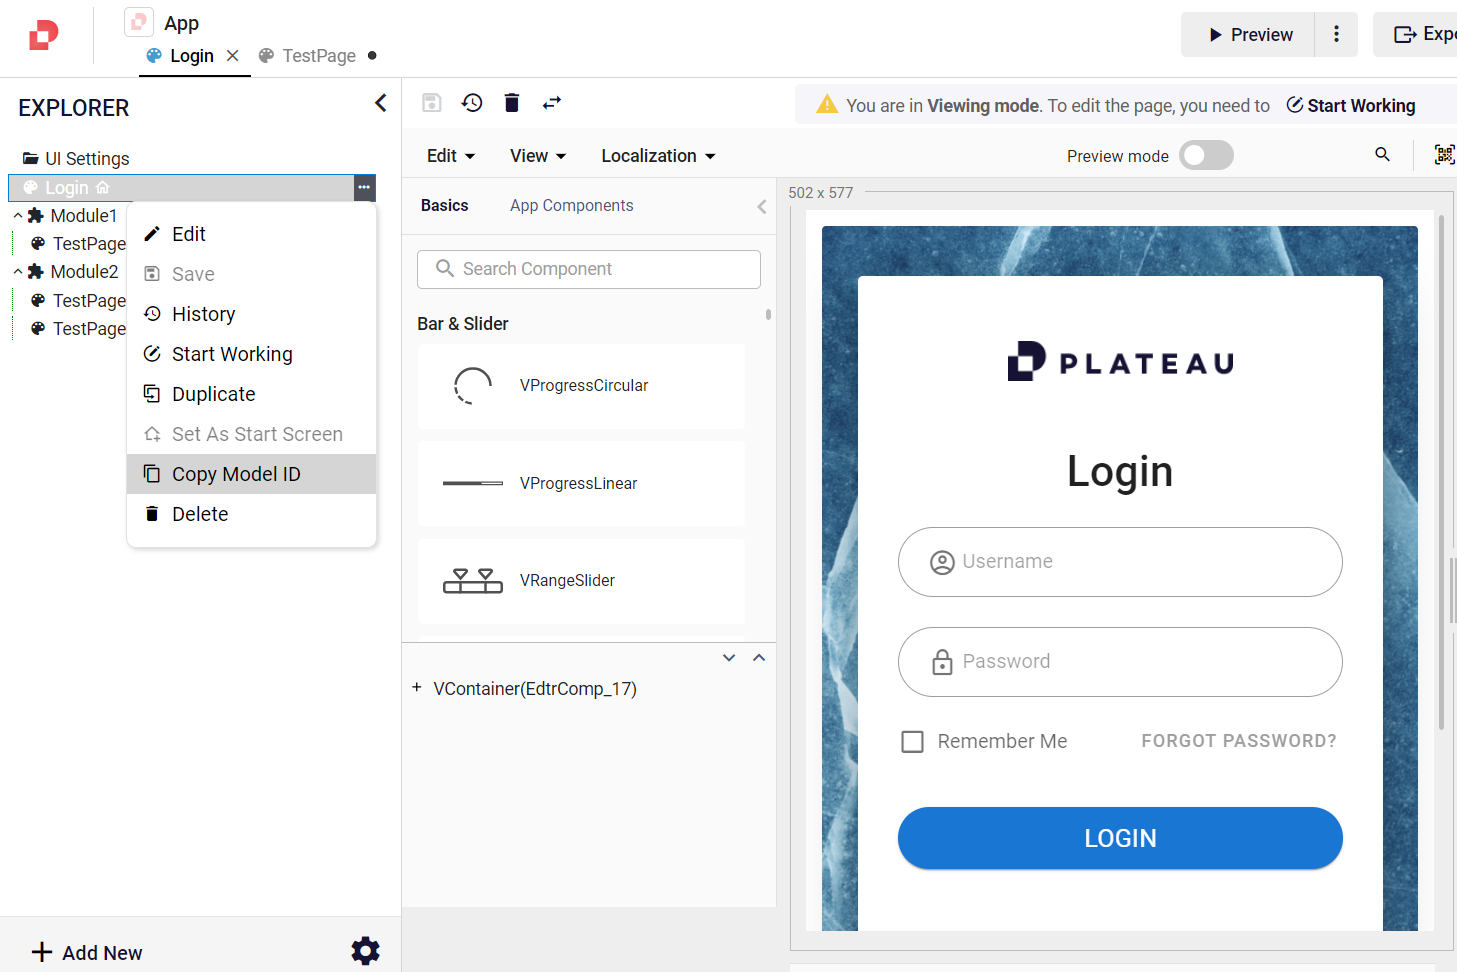 App
Login
TestPage
Preview
Expo
EXPLORER
You are in Viewing mode. To edit the page, you need to Start Working
UI Settings
Login
Module1
TestPage
Module2
TestPage
TestPage
Edit
Save
History
Start Working
Duplicate
Set As Start Screen
Copy Model ID
Delete
Add New
Edit
View
Localization
Preview mode
Basics
App Components
Search Component
Bar & Slider
VProgressCircular
VProgressLinear
VRangeSlider
+ VContainer(EdtrComp_17)
502 x 577
PLATEAU
Login
Username
Password
Remember Me
FORGOT PASSWORD?
LOGIN